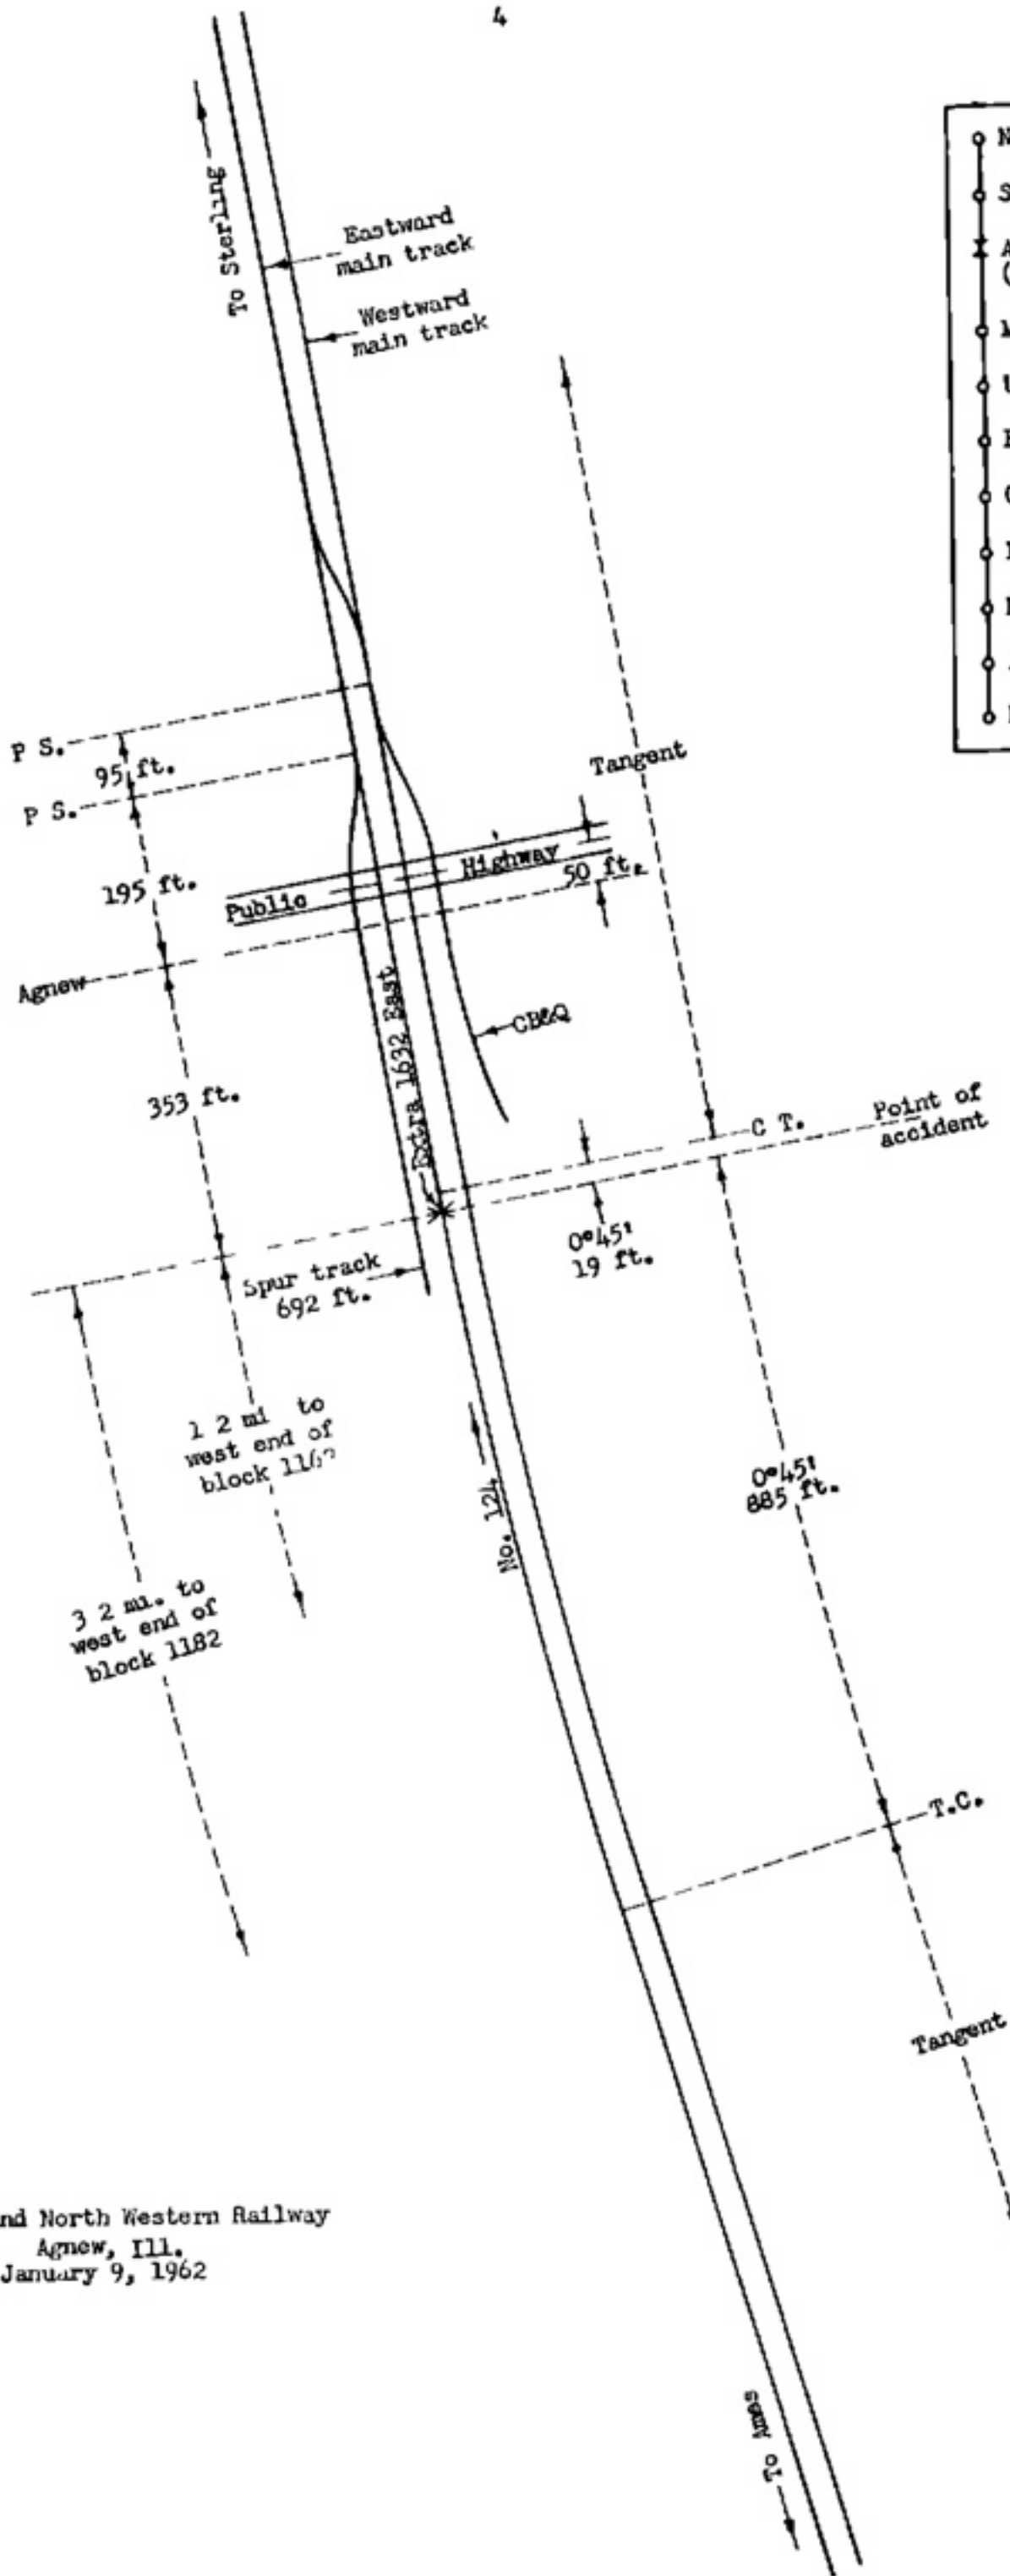 4
To Sterling
Eastward
main track
Westward
main track
N
S
A
(
M
U
Tangent
P S.
95 ft.
P S.
195 ft.
Public Highway
50 ft.
Agnew
Extra 1632 East
CB&Q
353 ft.
C T.
Point of
accident
0°45'
19 ft.
Spur track
692 ft.
1 2 mi to
west end of
block
No. 124
0°45'
885 ft.
3 2 mi. to
west end of
block 1182
T.C.
Tangent
nd North Western Railway
Agnew, Ill.
January 9, 1962
To Ames